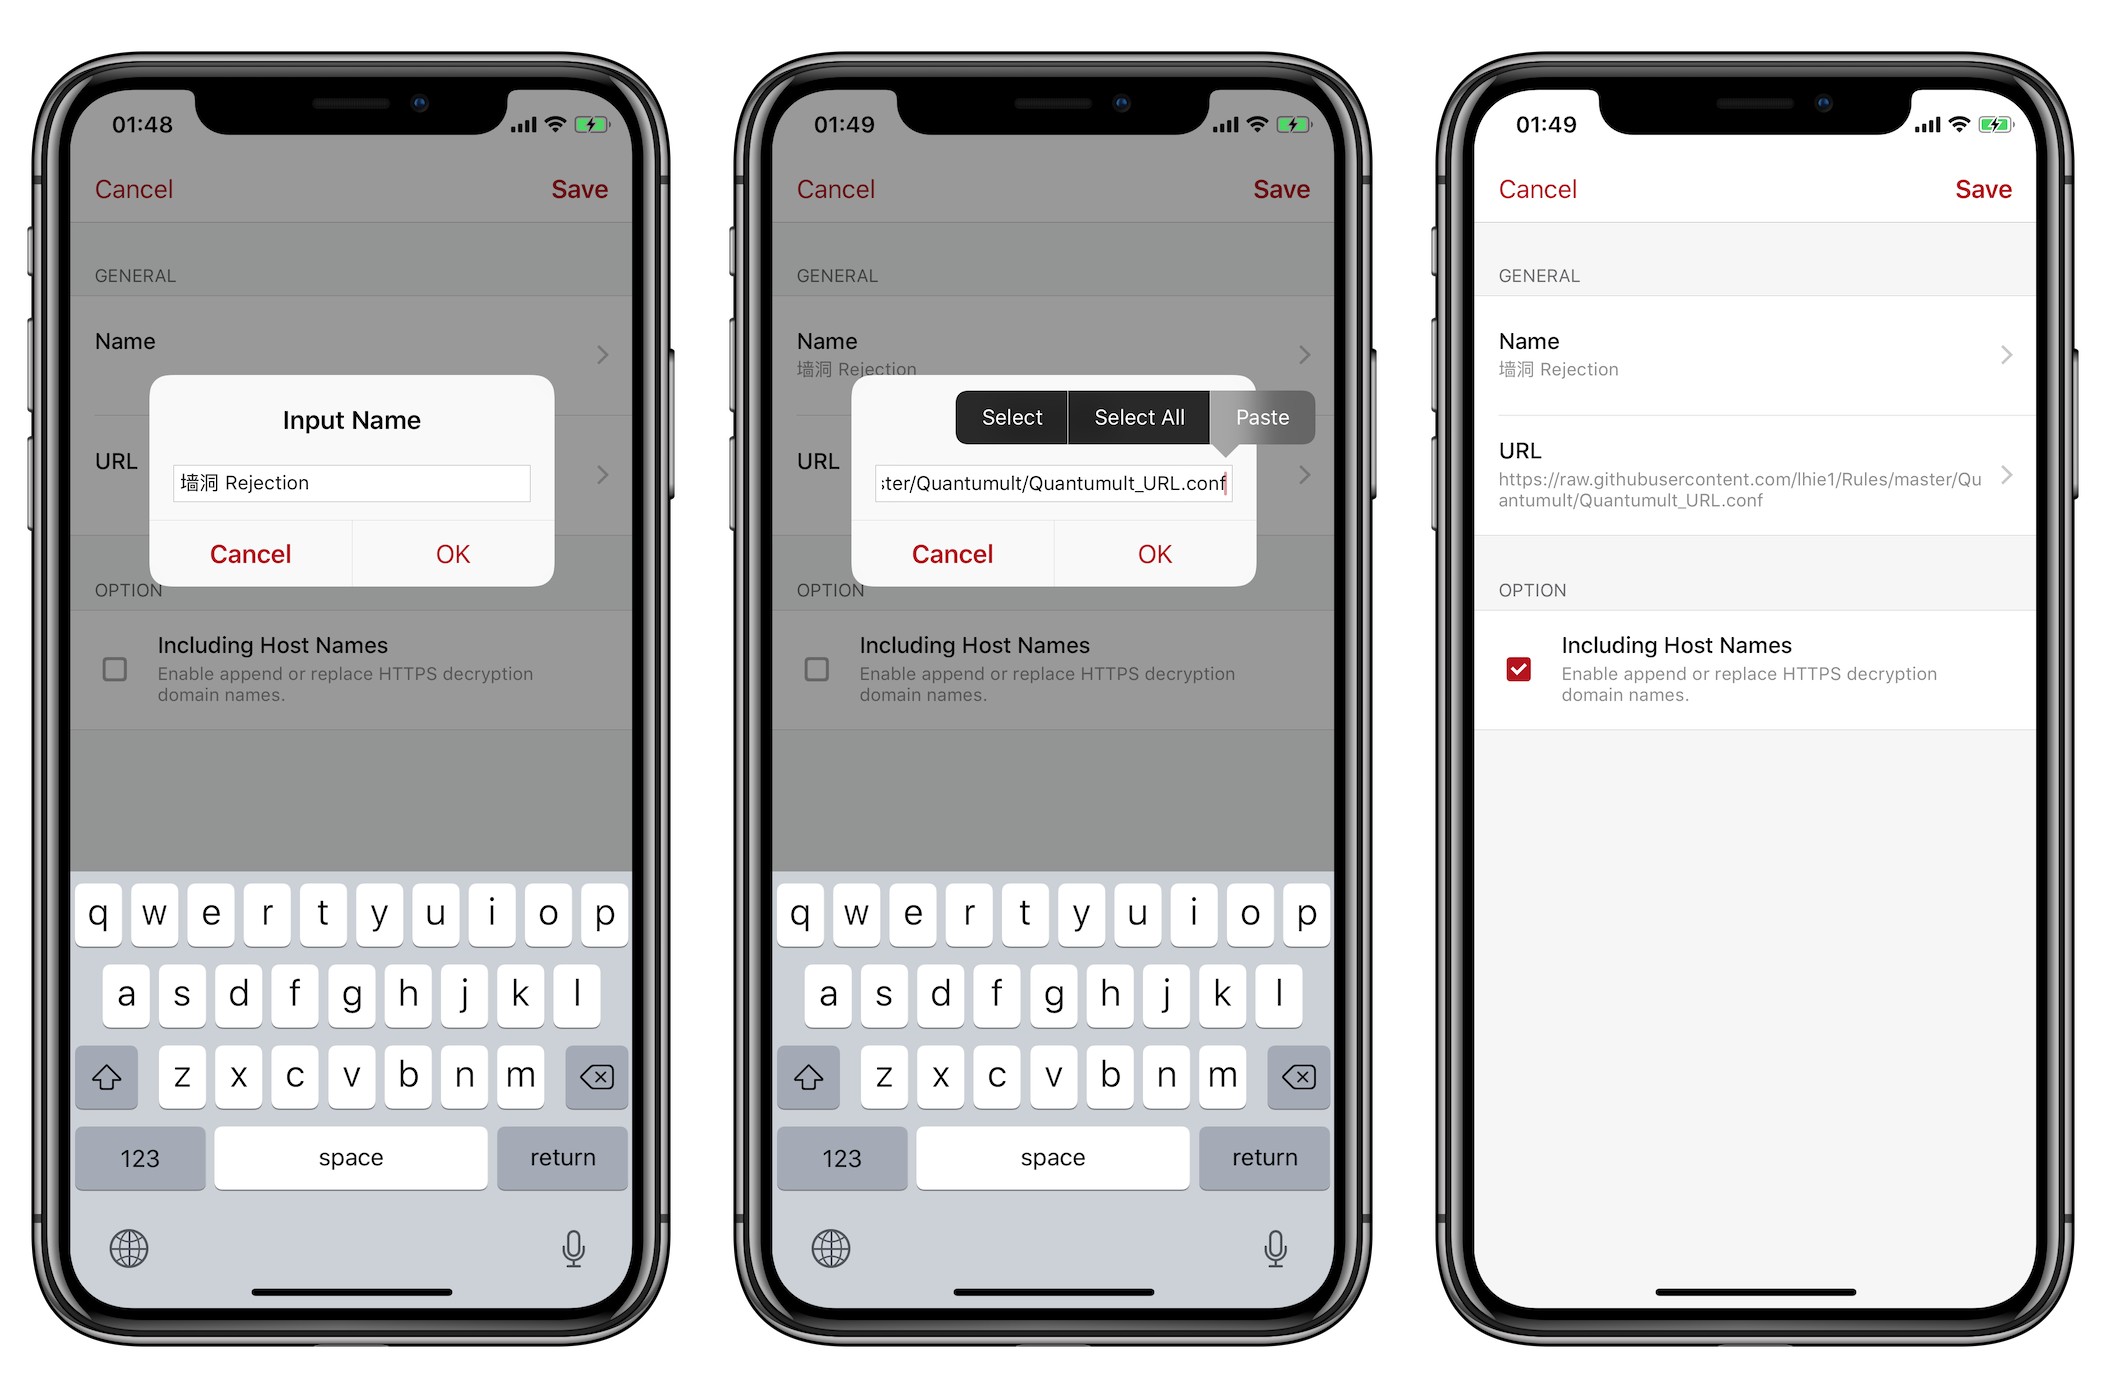 01:48
Cancel
Save
GENERAL
Name
Input Name
URL
墙洞 Rejection
Cancel
OK
OPTION
Including Host Names
Enable append or replace HTTPS decryption
domain names.
q w e r t y u i o p
a s d f g h j k l
z x c v b n m
123
space
return
01:49
Cancel
Save
GENERAL
Name
墙洞 Rejection
Select
Select All
Paste
URL
ster/Quantumult/Quantumult_URL.conf
Cancel
OK
OPTION
Including Host Names
Enable append or replace HTTPS decryption
domain names.
q w e r t y u i o p
a s d f g h j k l
z x c v b n m
123
space
return
01:49
Cancel
Save
GENERAL
Name
墙洞 Rejection
URL
https://raw.githubusercontent.com/lhie1/Rules/master/Qu
antumult/Quantumult_URL.conf
OPTION
Including Host Names
Enable append or replace HTTPS decryption
domain names.